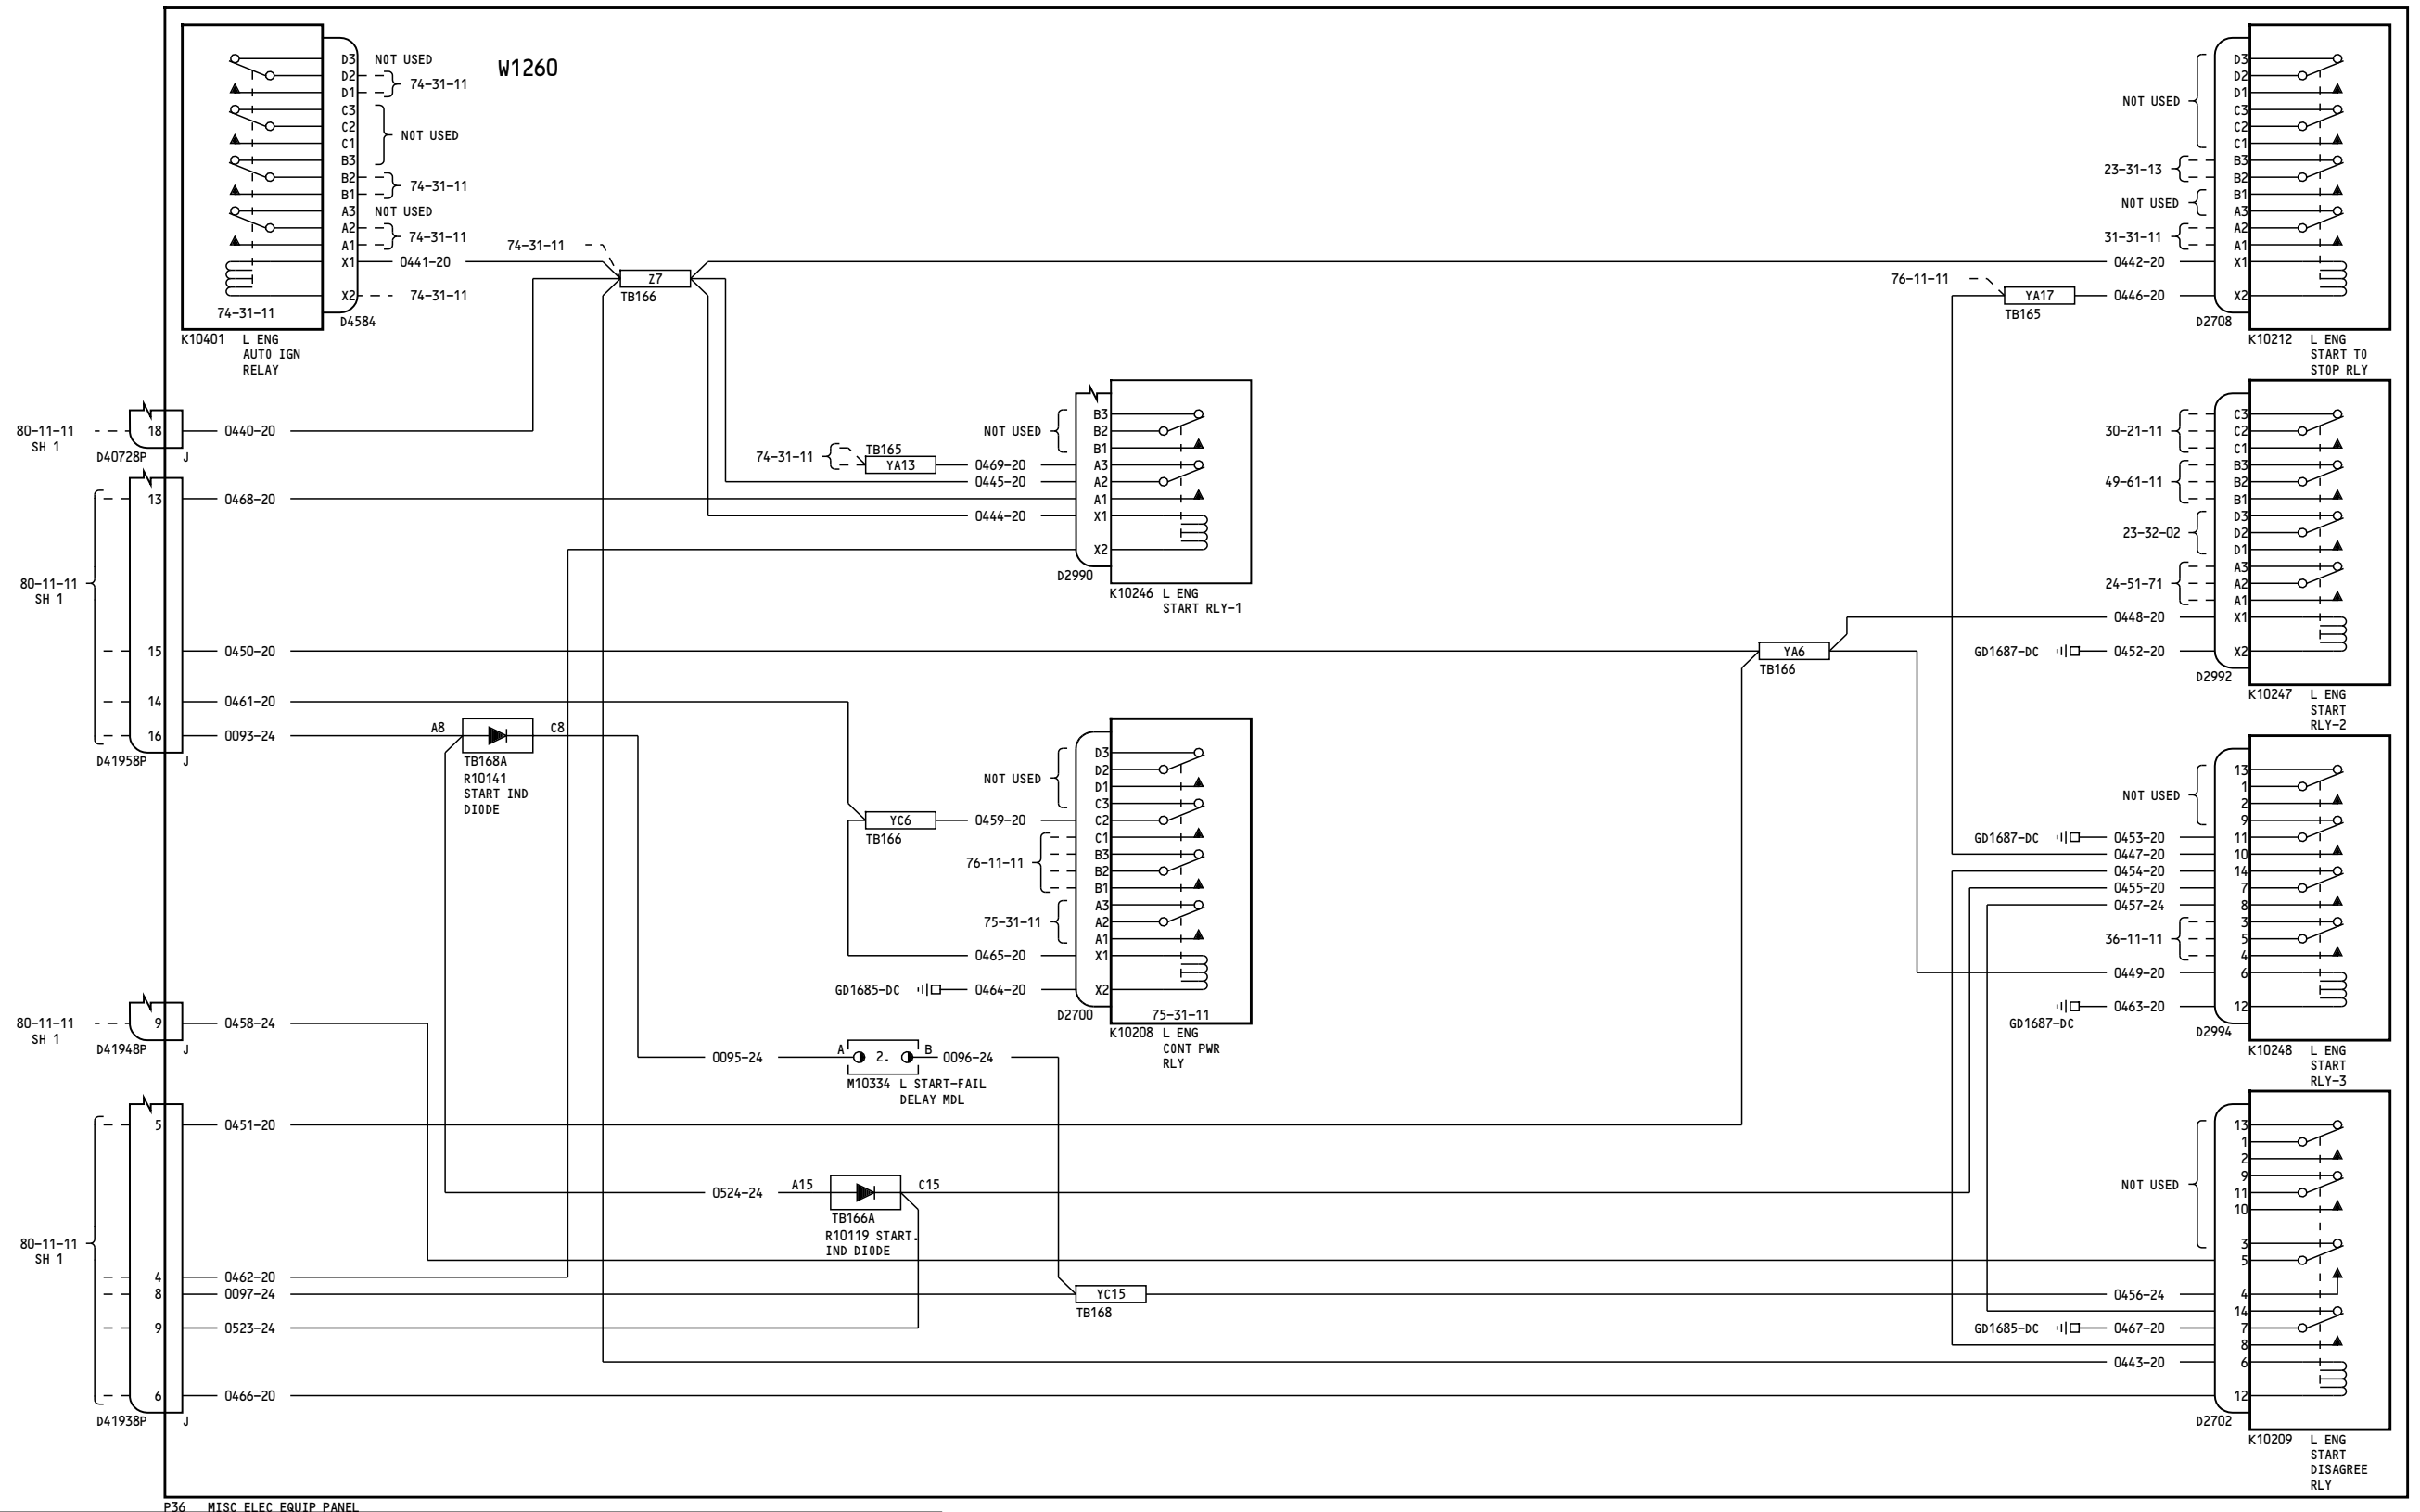 W1260
D3 NOT USED
D2
D1
74-31-11
C3
C2
C1
B3
NOT USED
B2
B1
74-31-11
A3 NOT USED
A2
A1
74-31-11
X1 0441-20
X2 74-31-11
74-31-11
D4584
K10401 L ENG
AUTO IGN
RELAY
74-31-11
Z7
TB166
80-11-11
SH 1
18 0440-20
D40728P J
80-11-11
SH 1
13 0468-20
15 0450-20
14 0461-20
16 0093-24
D41958P J
A8 C8
TB168A
R10141
START IND
DIODE
80-11-11
SH 1
9 0458-24
D41948P J
80-11-11
SH 1
5 0451-20
4 0462-20
8 0097-24
9 0523-24
6 0466-20
D41938P J
NOT USED
B3
B2
B1
74-31-11
TB165
YA13 0469-20 A3
0445-20 A2
A1
0444-20 X1
X2
D2990
K10246 L ENG
START RLY-1
NOT USED
D3
D2
D1
C3
YC6 0459-20 C2
TB166
76-11-11
C1
B3
B2
B1
75-31-11
A3
A2
A1
0465-20 X1
GD1685-DC 0464-20 X2
75-31-11
D2700
K10208 L ENG
CONT PWR
RLY
0095-24 A 2. B 0096-24
M10334 L START-FAIL
DELAY MDL
0524-24 A15 C15
TB166A
R10119 START.
IND DIODE
YC15
TB168
YA6
TB166
NOT USED
D3
D2
D1
C3
C2
C1
23-31-13
B3
B2
NOT USED
B1
A3
31-31-11
A2
A1
0442-20 X1
76-11-11
YA17 0446-20 X2
TB165
D2708
K10212 L ENG
START TO
STOP RLY
30-21-11
C3
C2
C1
49-61-11
B3
B2
B1
23-32-02
D3
D2
D1
24-51-71
A3
A2
A1
0448-20 X1
GD1687-DC 0452-20 X2
D2992
K10247 L ENG
START
RLY-2
NOT USED
13
1
2
9
GD1687-DC 0453-20 11
0447-20 10
0454-20 14
0455-20 7
0457-24 8
36-11-11
3
5
4
0449-20 6
0463-20 12
GD1687-DC
D2994
K10248 L ENG
START
RLY-3
NOT USED
13
1
2
9
11
10
3
5
0456-24 4
14
GD1685-DC 0467-20 7
8
0443-20 6
12
D2702
K10209 L ENG
START
DISAGREE
RLY
P36 MISC ELEC EQUIP PANEL